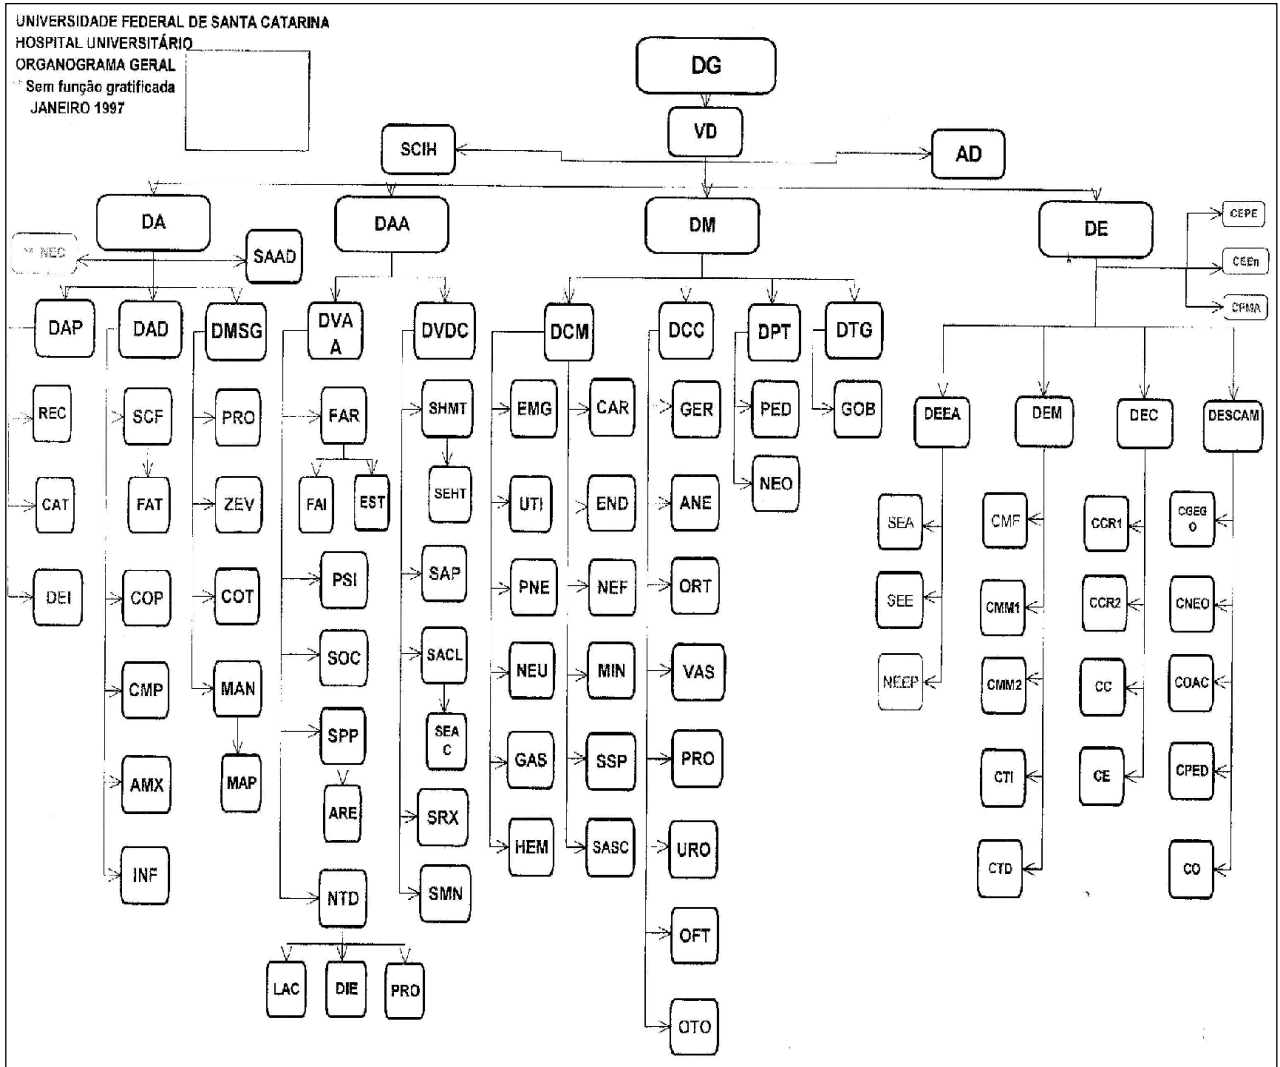 UNIVERSIDADE FEDERAL DE SANTA CATARINA
HOSPITAL UNIVERSITÁRIO
ORGANOGRAMA GERAL
** Sem função gratificada
JANEIRO 1997
DG
VD
SCIH
AD
DA
DAA
DM
DE
CEPE
** NEC
SAAD
CEEn
CPMA
DAP
DAD
DMSG
DVA
A
DVDC
DCM
DCC
DPT
DTG
REC
SCF
PRO
FAR
SHMT
EMG
CAR
GER
PED
GOB
DEEA
DEM
DEC
DESCAM
CAT
FAT
ZEV
FAI
EST
SEHT
UTI
END
ANE
NEO
SEA
CMF
CCR1
CGEG
O
DEI
COP
COT
PSI
SAP
PNE
NEF
ORT
SEE
CMM1
CCR2
CNEO
CMP
MAN
SOC
SACL
NEU
MIN
VAS
NEEP
CMM2
CC
COAC
AMX
MAP
SPP
SEA
C
GAS
SSP
PRO
CTI
CE
CPED
ARE
SRX
HEM
SASC
URO
CTD
CO
INF
NTD
SMN
OFT
LAC
DIE
PRO
OTO